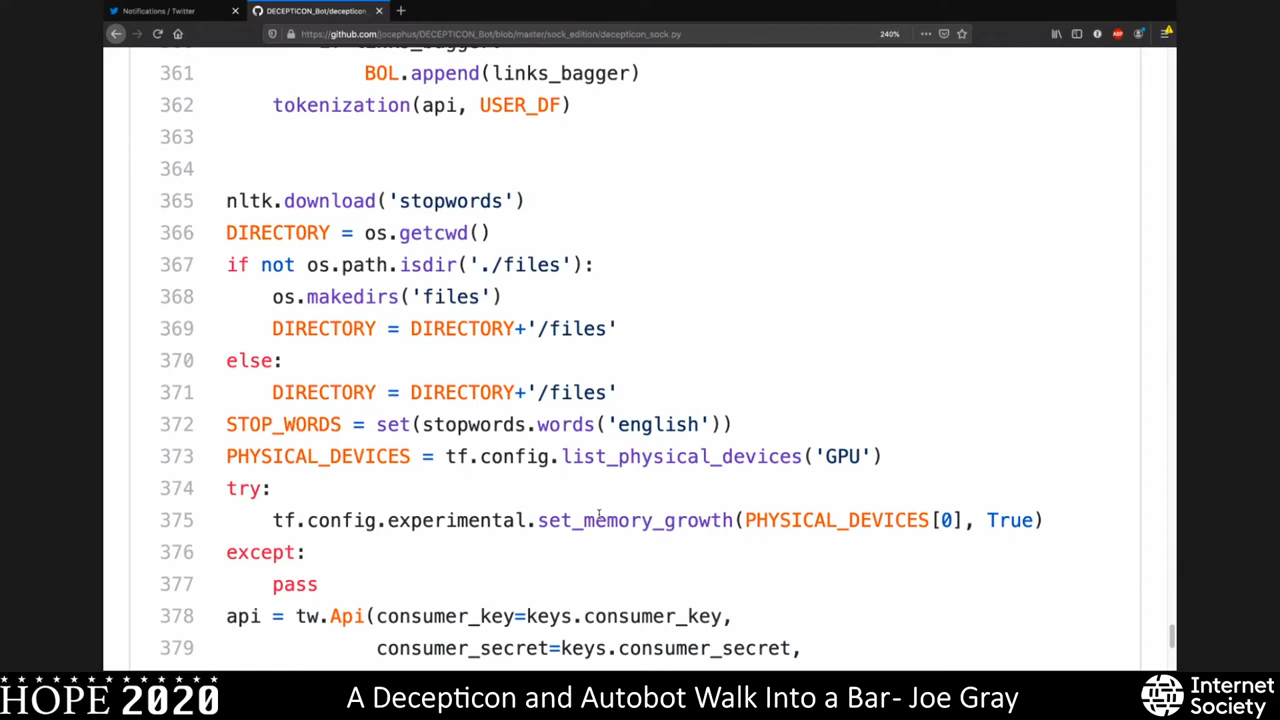 Notifications / Twitter
DECEPTICON_Bot/decepticon_
https://github.com/jocephus/DECEPTICON_Bot/blob/master/sock_edition/decepticon_sock.py
240%
361 BOL.append(links_bagger)
362 tokenization(api, USER_DF)
363
364
365 nltk.download('stopwords')
366 DIRECTORY = os.getcwd()
367 if not os.path.isdir('./files'):
368 os.makedirs('files')
369 DIRECTORY = DIRECTORY+'/files'
370 else:
371 DIRECTORY = DIRECTORY+'/files'
372 STOP_WORDS = set(stopwords.words('english'))
373 PHYSICAL_DEVICES = tf.config.list_physical_devices('GPU')
374 try:
375 tf.config.experimental.set_memory_growth(PHYSICAL_DEVICES[0], True)
376 except:
377 pass
378 api = tw.Api(consumer_key=keys.consumer_key,
379 consumer_secret=keys.consumer_secret,
HOPE 2020
A Decepticon and Autobot Walk Into a Bar- Joe Gray
Internet
Society